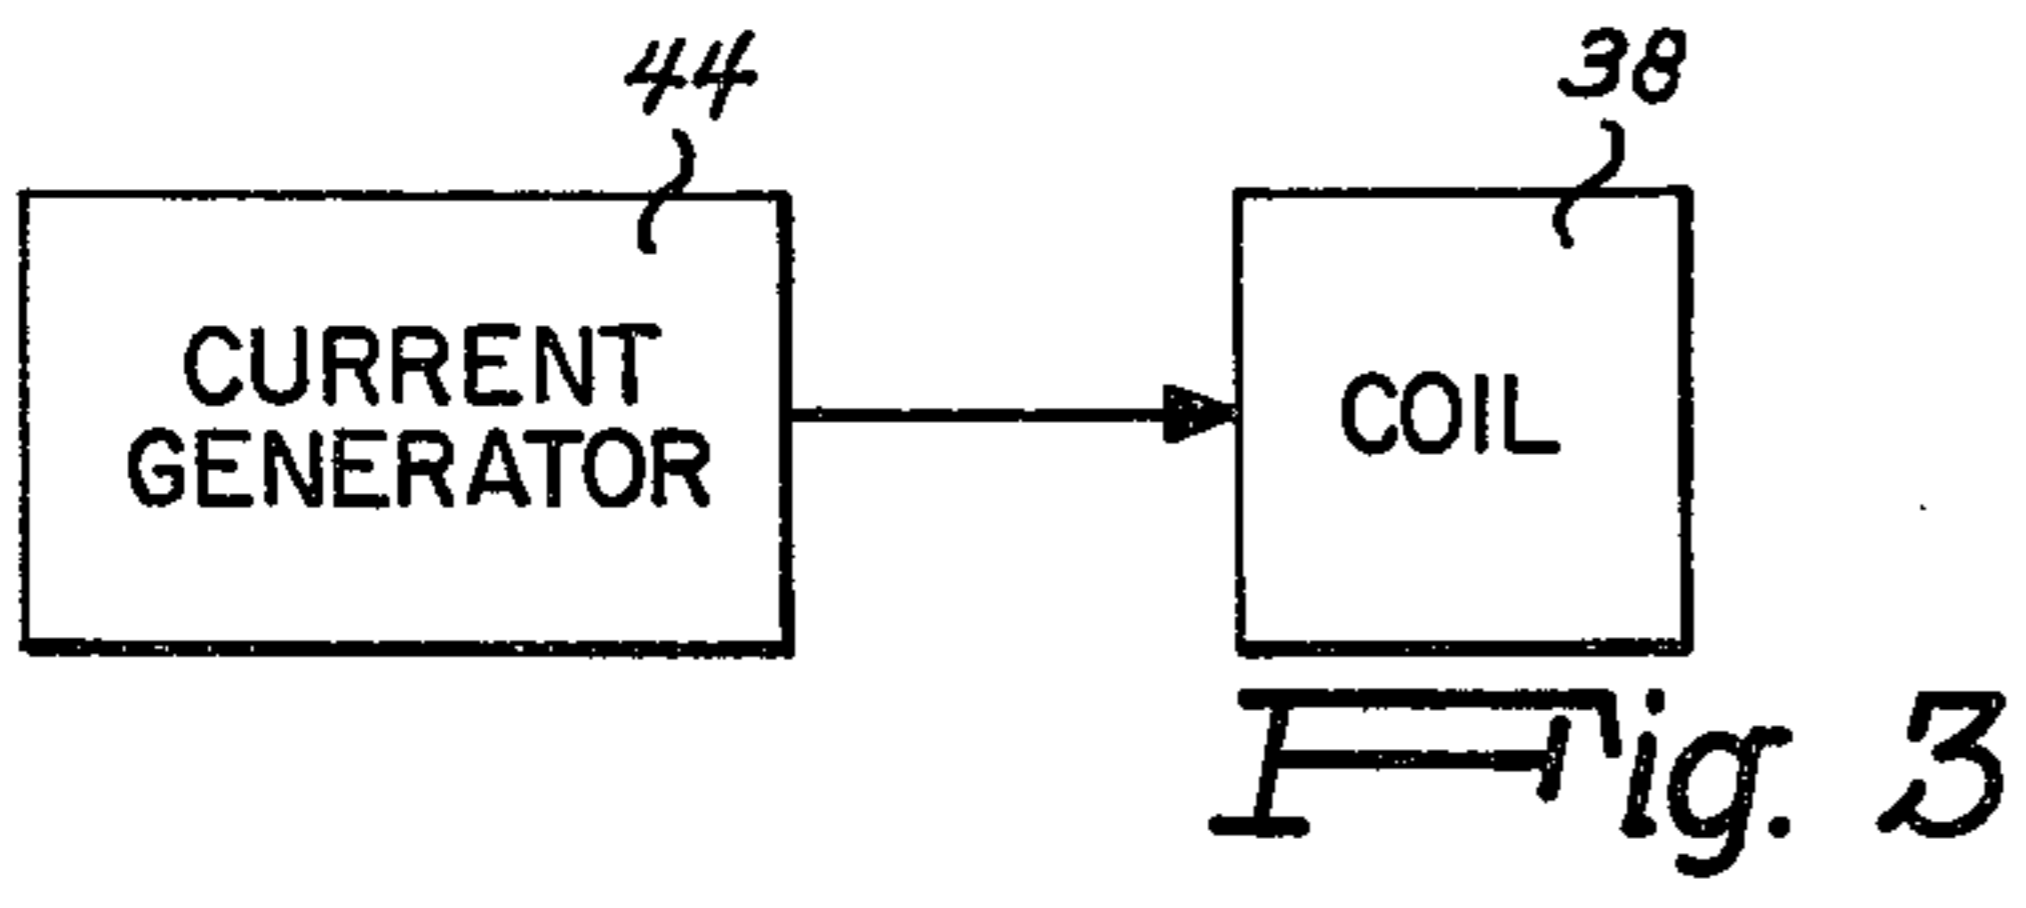 44
38
CURRENT
GENERATOR
COIL
Fig. 3